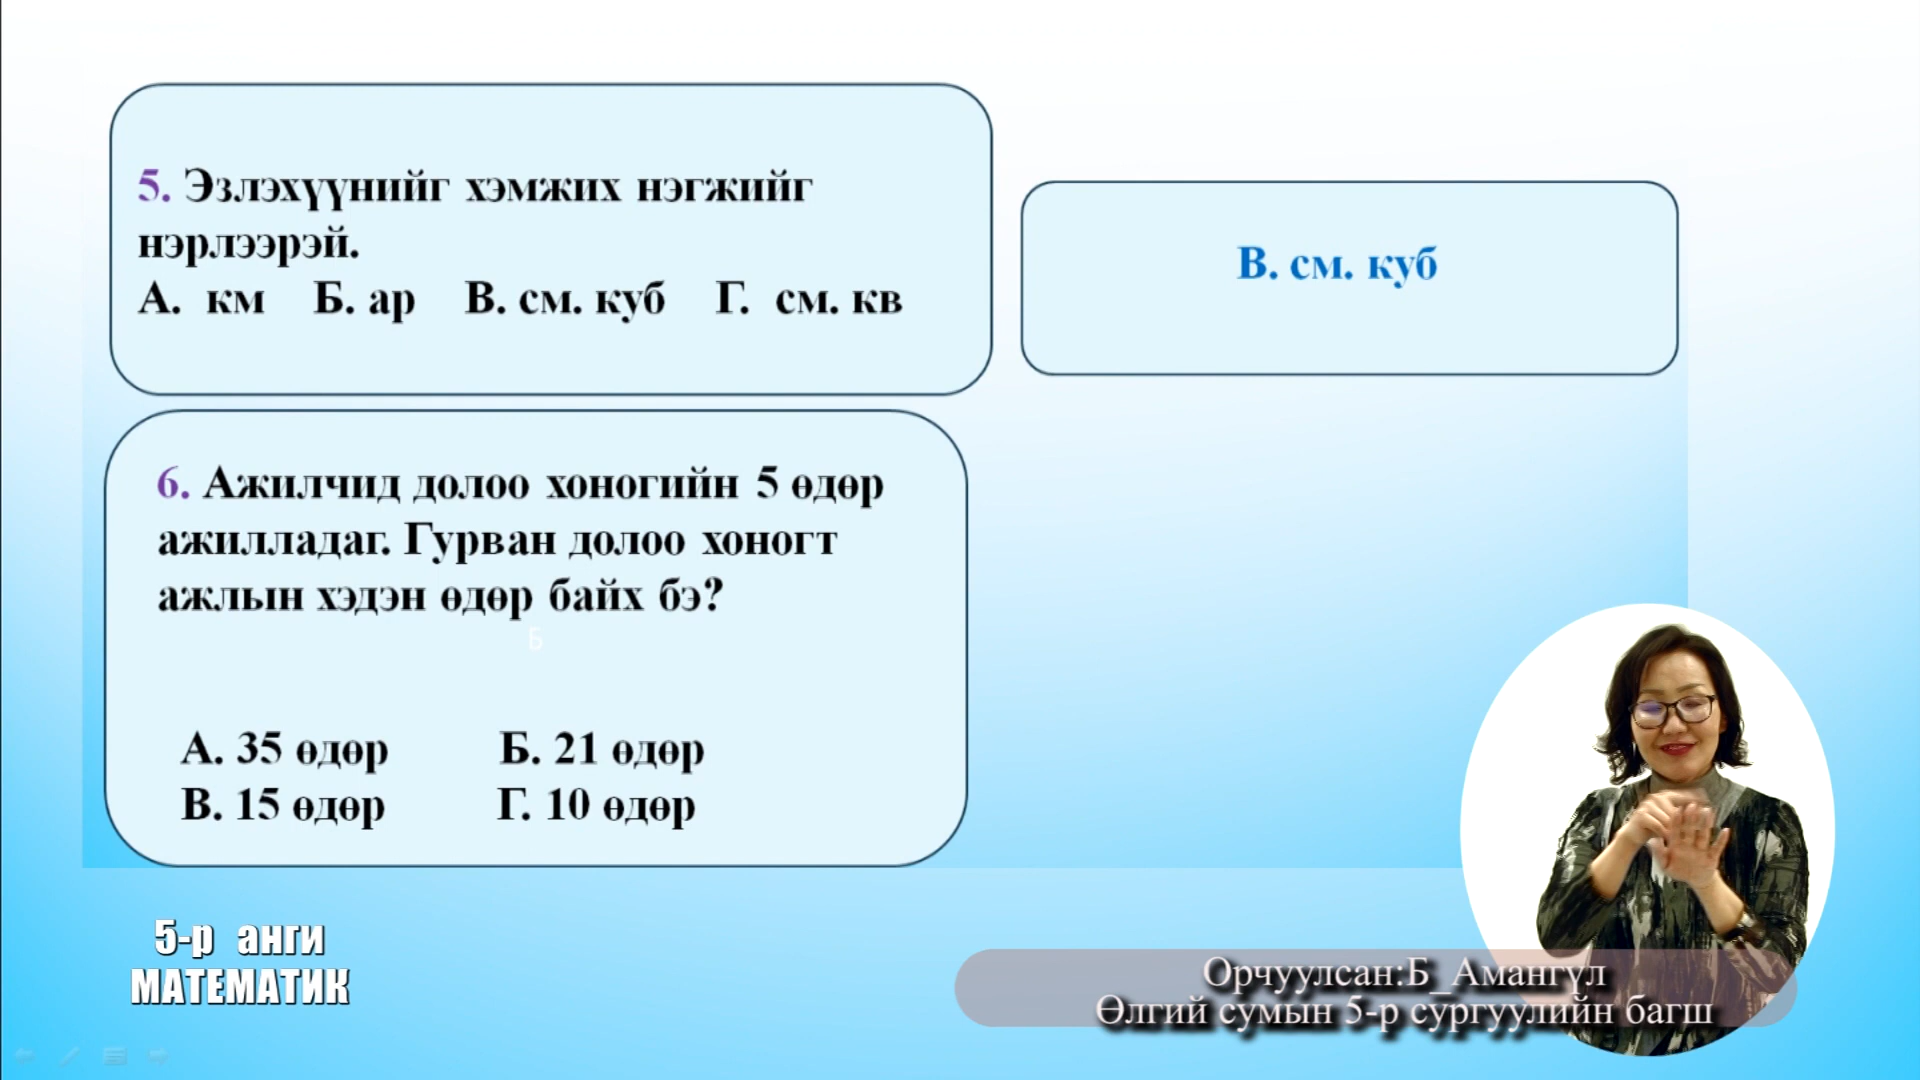 5. Эзлэхүүнийг хэмжих нэгжийг
нэрлээрэй.
А. км Б. ар В. см. куб Г. см. кв
В. см. куб
6. Ажилчид долоо хоногийн 5 өдөр
ажилладаг. Гурван долоо хоногт
ажлын хэдэн өдөр байх бэ?
Б
А. 35 өдөр Б. 21 өдөр
В. 15 өдөр Г. 10 өдөр
5-р анги
МАТЕМАТИК
Орчуулсан:Б_Амангүл
Өлгий сумын 5-р сургуулийн багш